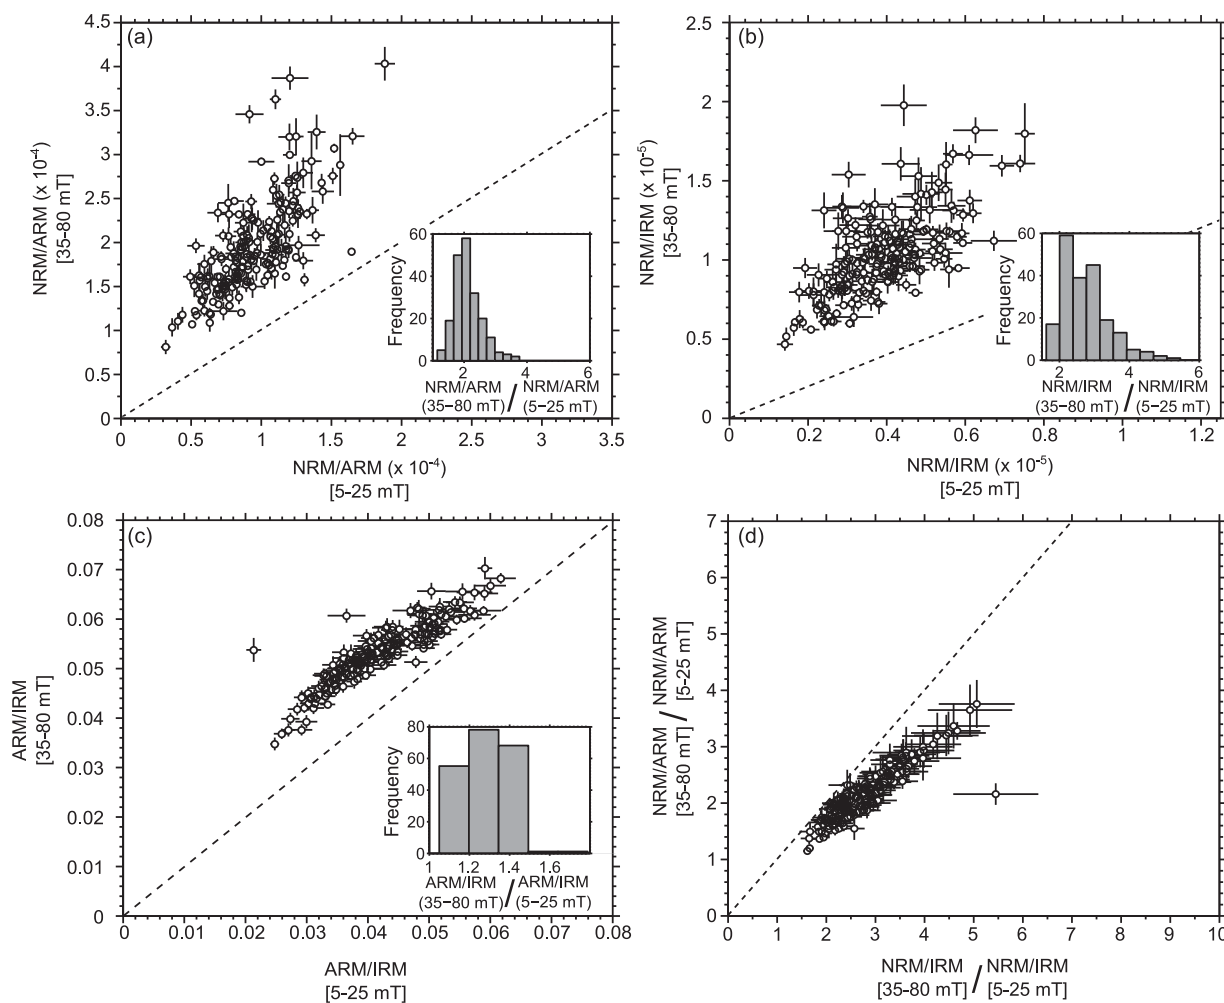 (a)
4.5
4
3.5
3
2.5
2
1.5
1
0.5
0
NRM/ARM (x 10⁻⁴)
[35-80 mT]
0 0.5 1 1.5 2 2.5 3 3.5
NRM/ARM (x 10⁻⁴)
[5-25 mT]
Frequency
60
40
20
0
2 4 6
NRM/ARM / NRM/ARM
(35–80 mT) (5–25 mT)
(b)
2.5
2
1.5
1
0.5
0
NRM/IRM (x 10⁻⁵)
[35-80 mT]
0 0.2 0.4 0.6 0.8 1 1.2
NRM/IRM (x 10⁻⁵)
[5-25 mT]
Frequency
60
40
20
0
2 4 6
NRM/IRM / NRM/IRM
(35–80 mT) (5–25 mT)
(c)
0.08
0.07
0.06
0.05
0.04
0.03
0.02
0.01
0
ARM/IRM
[35-80 mT]
0 0.01 0.02 0.03 0.04 0.05 0.06 0.07 0.08
ARM/IRM
[5-25 mT]
Frequency
80
60
40
20
0
1 1.2 1.4 1.6
ARM/IRM / ARM/IRM
(35–80 mT) (5–25 mT)
(d)
7
6
5
4
3
2
1
0
NRM/ARM / NRM/ARM
[35-80 mT] [5-25 mT]
0 1 2 3 4 5 6 7 8 9 10
NRM/IRM / NRM/IRM
[35-80 mT] [5-25 mT]